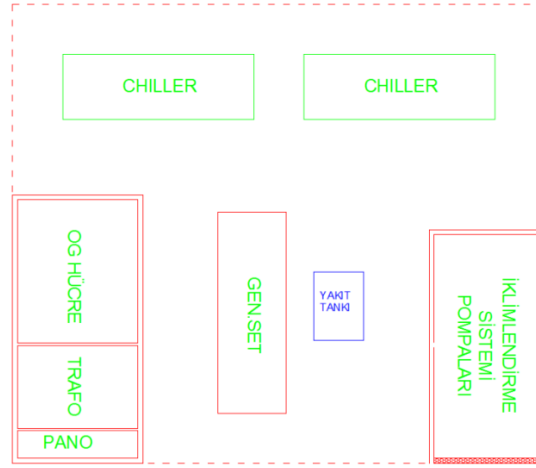 CHILLER
CHILLER
OG HÜCRE
TRAFO
PANO
GEN.SET
YAKIT
TANKI
İKLİMLENDİRME
SİSTEMİ
POMPALARI